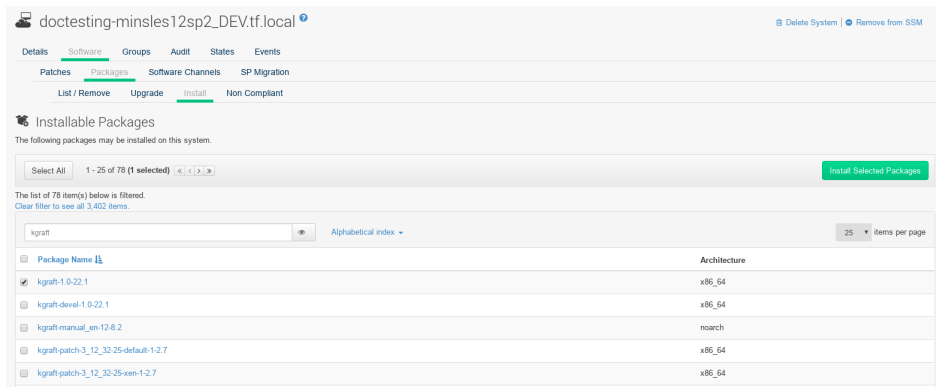 doctesting-minsles12sp2_DEV.tf.local ?
Delete System | Remove from SSM
Details Software Groups Audit States Events
Patches Packages Software Channels SP Migration
List / Remove Upgrade Install Non Compliant
Installable Packages
The following packages may be installed on this system.
Select All 1 - 25 of 78 (1 selected) « < > » Install Selected Packages
The list of 78 item(s) below is filtered.
Clear filter to see all 3,402 items.
kgraft Alphabetical index 25 items per page
Package Name Architecture
kgraft-1.0-22.1 x86_64
kgraft-devel-1.0-22.1 x86_64
kgraft-manual_en-12-8.2 noarch
kgraft-patch-3_12_32-25-default-1-2.7 x86_64
kgraft-patch-3_12_32-25-xen-1-2.7 x86_64